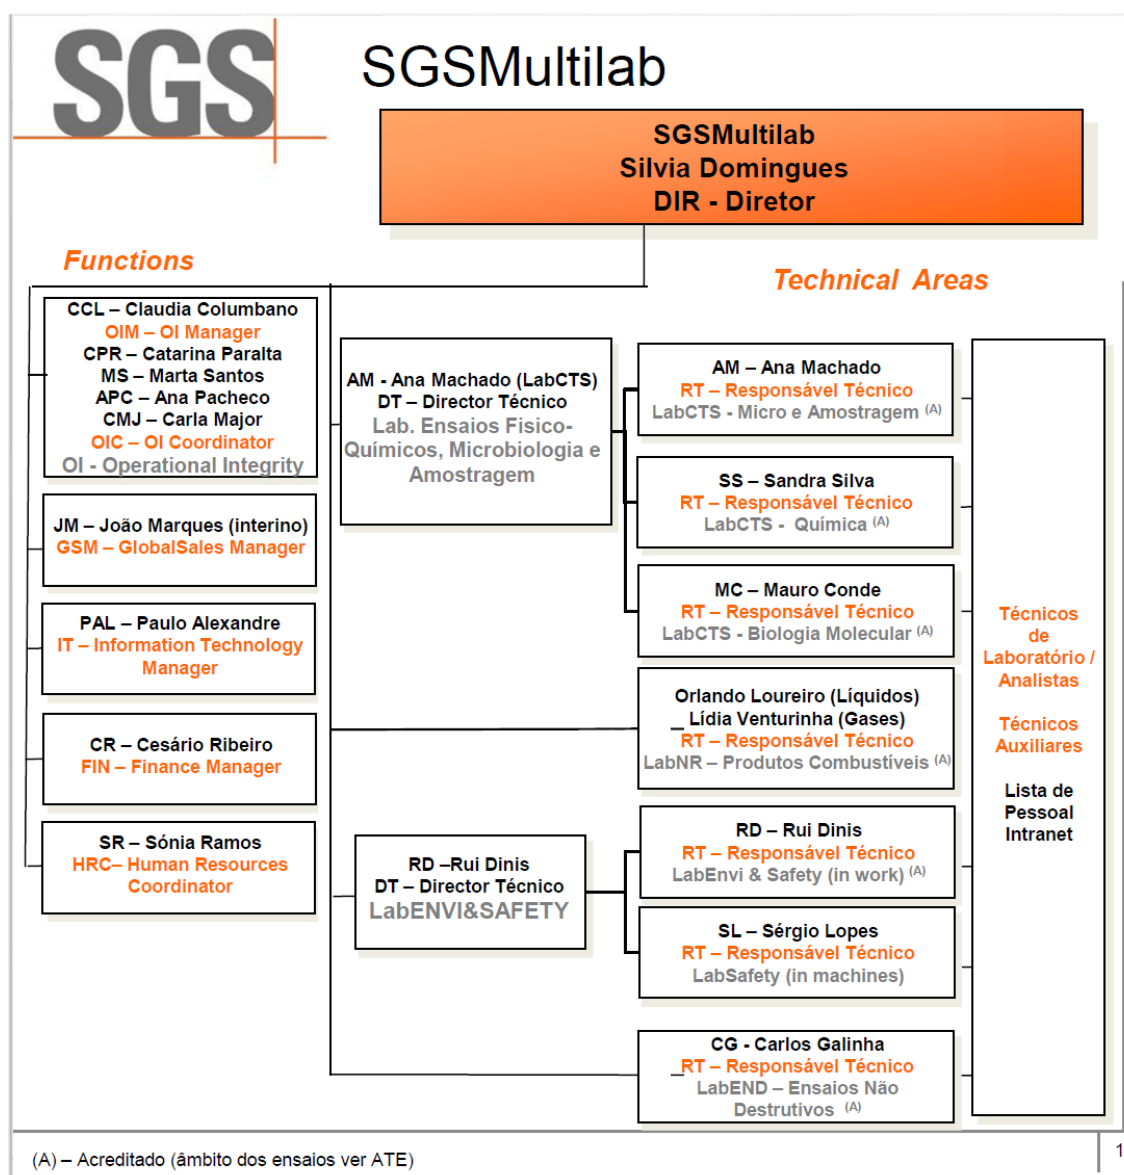 SGS
SGSMultilab
SGSMultilab
Silvia Domingues
DIR - Diretor
Functions
Technical Areas
CCL – Claudia Columbano
OIM – OI Manager
CPR – Catarina Paralta
MS – Marta Santos
APC – Ana Pacheco
CMJ – Carla Major
OIC – OI Coordinator
OI - Operational Integrity
JM – João Marques (interino)
GSM – GlobalSales Manager
PAL – Paulo Alexandre
IT – Information Technology
Manager
CR – Cesário Ribeiro
FIN – Finance Manager
SR – Sónia Ramos
HRC– Human Resources
Coordinator
AM - Ana Machado (LabCTS)
DT – Director Técnico
Lab. Ensaios Fisico-
Químicos, Microbiologia e
Amostragem
RD –Rui Dinis
DT – Director Técnico
LabENVI&SAFETY
AM – Ana Machado
RT – Responsável Técnico
LabCTS - Micro e Amostragem (A)
SS – Sandra Silva
RT – Responsável Técnico
LabCTS - Química (A)
MC – Mauro Conde
RT – Responsável Técnico
LabCTS - Biologia Molecular (A)
Orlando Loureiro (Líquidos)
Lídia Venturinha (Gases)
RT – Responsável Técnico
LabNR – Produtos Combustíveis (A)
RD – Rui Dinis
RT – Responsável Técnico
LabEnvi & Safety (in work) (A)
SL – Sérgio Lopes
RT – Responsável Técnico
LabSafety (in machines)
CG - Carlos Galinha
RT – Responsável Técnico
LabEND – Ensaios Não
Destrutivos (A)
Técnicos
de
Laboratório /
Analistas
Técnicos
Auxiliares
Lista de
Pessoal
Intranet
(A) – Acreditado (âmbito dos ensaios ver ATE)
1